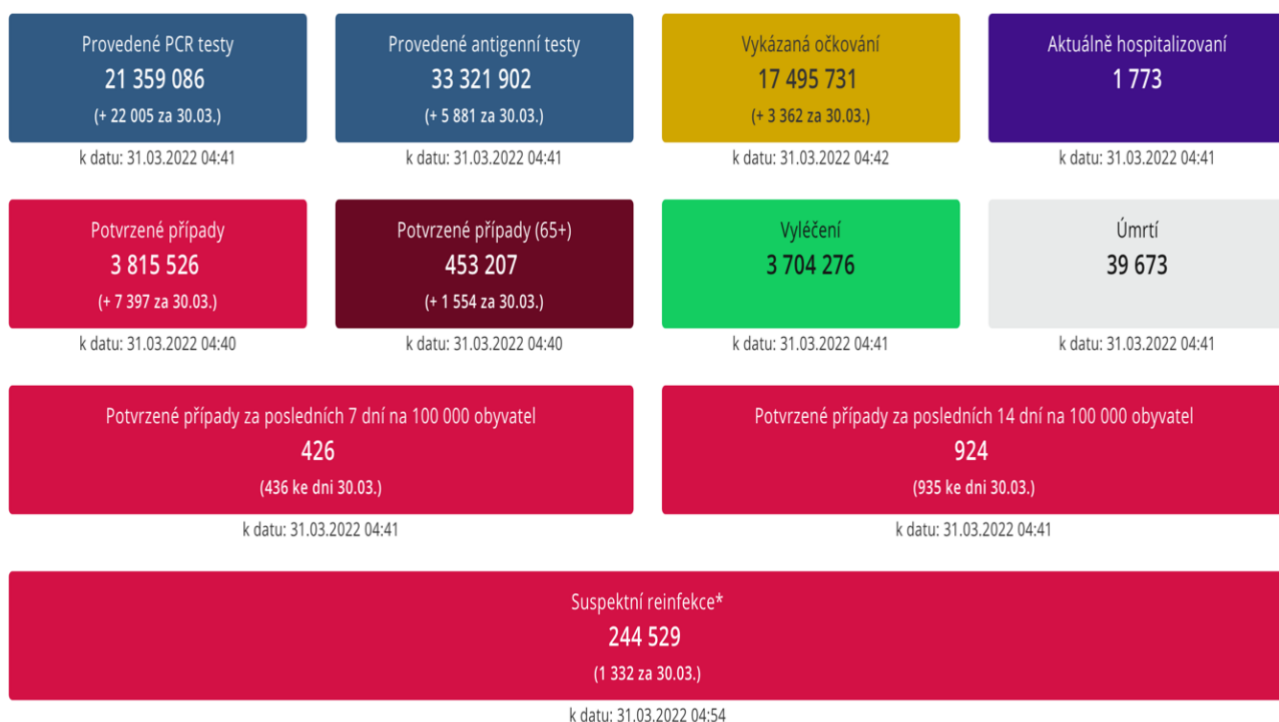 Provedené PCR testy
21 359 086
(+ 22 005 za 30.03.)
k datu: 31.03.2022 04:41
Provedené antigenní testy
33 321 902
(+ 5 881 za 30.03.)
k datu: 31.03.2022 04:41
Vykázaná očkování
17 495 731
(+ 3 362 za 30.03.)
k datu: 31.03.2022 04:42
Aktuálně hospitalizovaní
1 773
k datu: 31.03.2022 04:41
Potvrzené případy
3 815 526
(+ 7 397 za 30.03.)
k datu: 31.03.2022 04:40
Potvrzené případy (65+)
453 207
(+ 1 554 za 30.03.)
k datu: 31.03.2022 04:40
Vyléčení
3 704 276
k datu: 31.03.2022 04:41
Úmrtí
39 673
k datu: 31.03.2022 04:41
Potvrzené případy za posledních 7 dní na 100 000 obyvatel
426
(436 ke dni 30.03.)
k datu: 31.03.2022 04:41
Potvrzené případy za posledních 14 dní na 100 000 obyvatel
924
(935 ke dni 30.03.)
k datu: 31.03.2022 04:41
Suspektní reinfekce*
244 529
(1 332 za 30.03.)
k datu: 31.03.2022 04:54